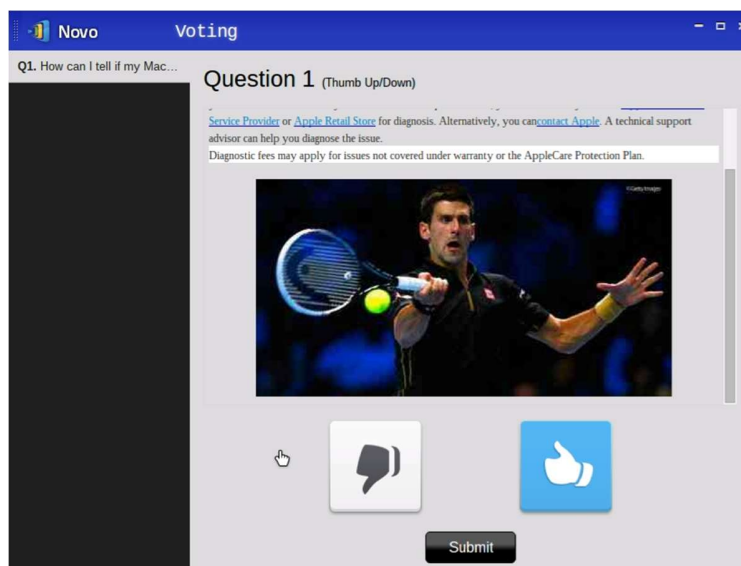 Novo
Voting
Q1. How can I tell if my Mac...
Question 1 (Thumb Up/Down)
Service Provider or Apple Retail Store for diagnosis. Alternatively, you cancontact Apple. A technical support
advisor can help you diagnose the issue.
Diagnostic fees may apply for issues not covered under warranty or the AppleCare Protection Plan.
©Getty Images
Submit